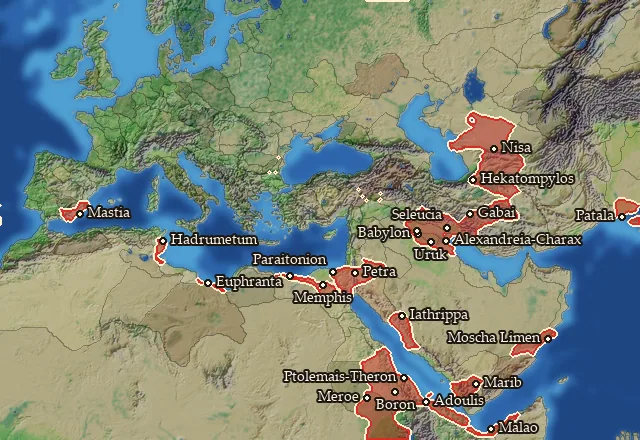 Nisa
Hekatompylos
Mastia
Gabai
Patala
Seleucia
Babylon
Hadrumetum
Alexandreia-Charax
Uruk
Paraitonion
Petra
Euphranta
Memphis
Iathrippa
Moscha Limen
Ptolemais-Theron
Marib
Meroe
Boron
Adoulis
Malao